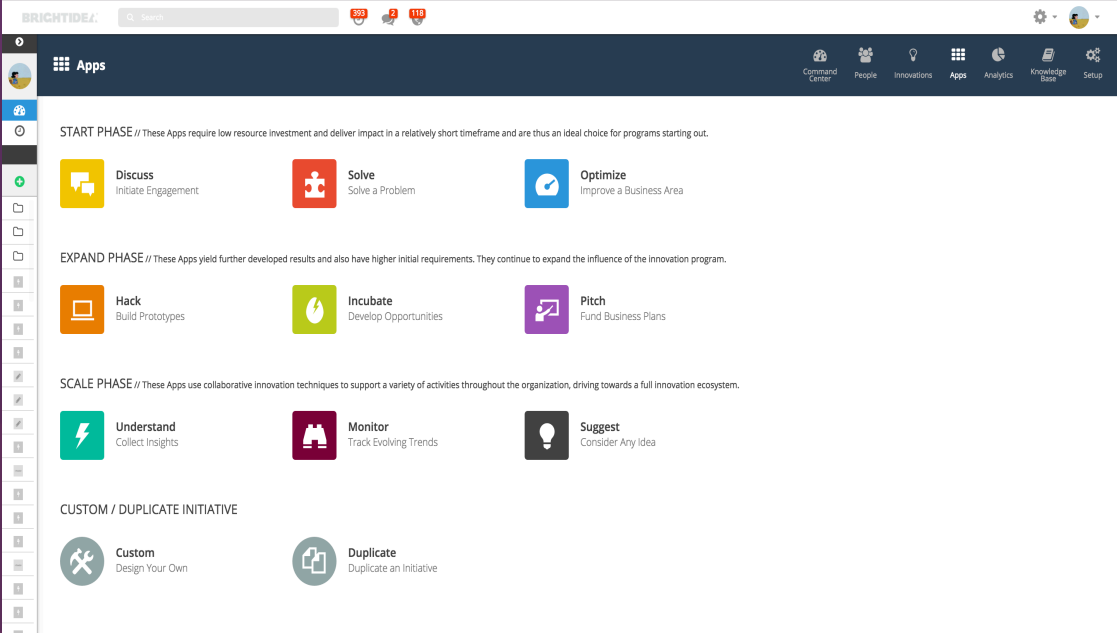 BRIGHTIDEA
Search
393
2
118
Apps
Command Center
People
Innovations
Apps
Analytics
Knowledge Base
Setup
START PHASE // These Apps require low resource investment and deliver impact in a relatively short timeframe and are thus an ideal choice for programs starting out.
Discuss
Initiate Engagement
Solve
Solve a Problem
Optimize
Improve a Business Area
EXPAND PHASE // These Apps yield further developed results and also have higher initial requirements. They continue to expand the influence of the innovation program.
Hack
Build Prototypes
Incubate
Develop Opportunities
Pitch
Fund Business Plans
SCALE PHASE // These Apps use collaborative innovation techniques to support a variety of activities throughout the organization, driving towards a full innovation ecosystem.
Understand
Collect Insights
Monitor
Track Evolving Trends
Suggest
Consider Any Idea
CUSTOM / DUPLICATE INITIATIVE
Custom
Design Your Own
Duplicate
Duplicate an Initiative